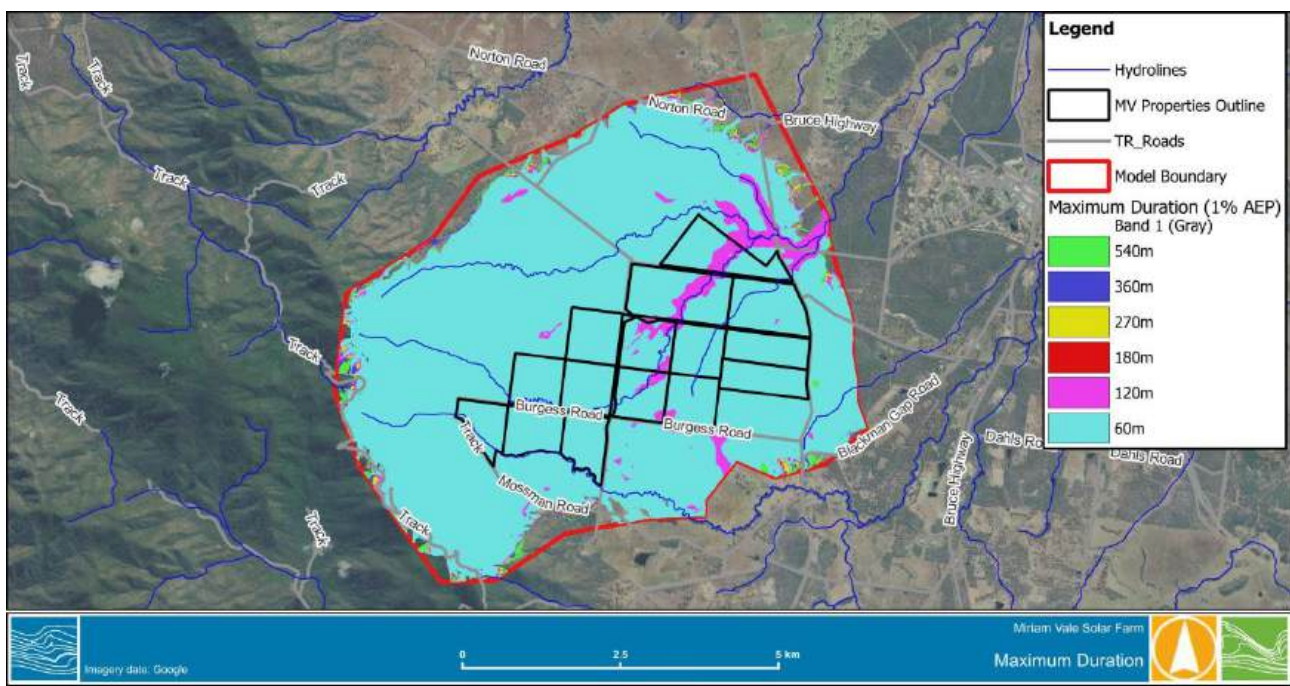 Track
Track
Norton Road
Norton Road
Bruce Highway
Track
Track
Track
Track
Burgess Road
Burgess Road
Track
Mossman Road
Blackman Gap Road
Bruce Highway
Dahls Ro
Dahls Road
Track
Track
Legend
Hydrolines
MV Properties Outline
TR_Roads
Model Boundary
Maximum Duration (1% AEP)
Band 1 (Gray)
540m
360m
270m
180m
120m
60m
Imagery date: Google
0 2.5 5 km
Miriam Vale Solar Farm
Maximum Duration